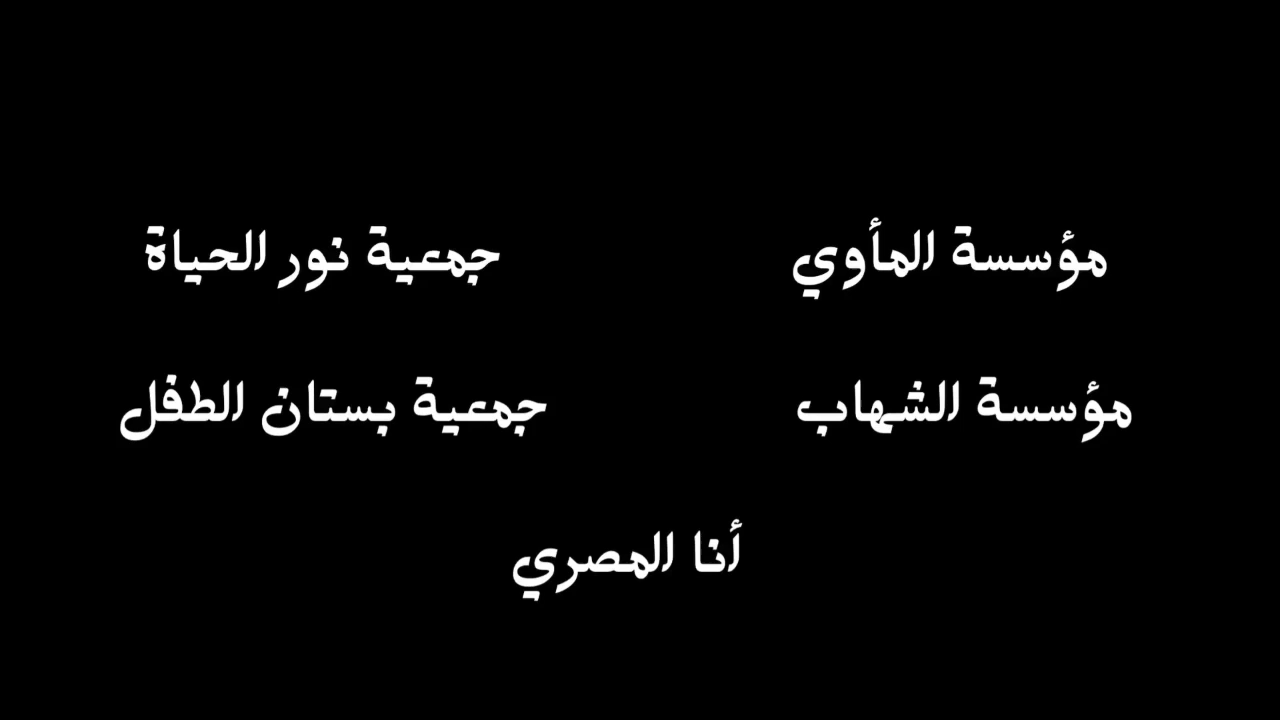 مؤسسة المأوي
جمعية نور الحياة
مؤسسة الشهاب
جمعية بستان الطفل
أنا المصري